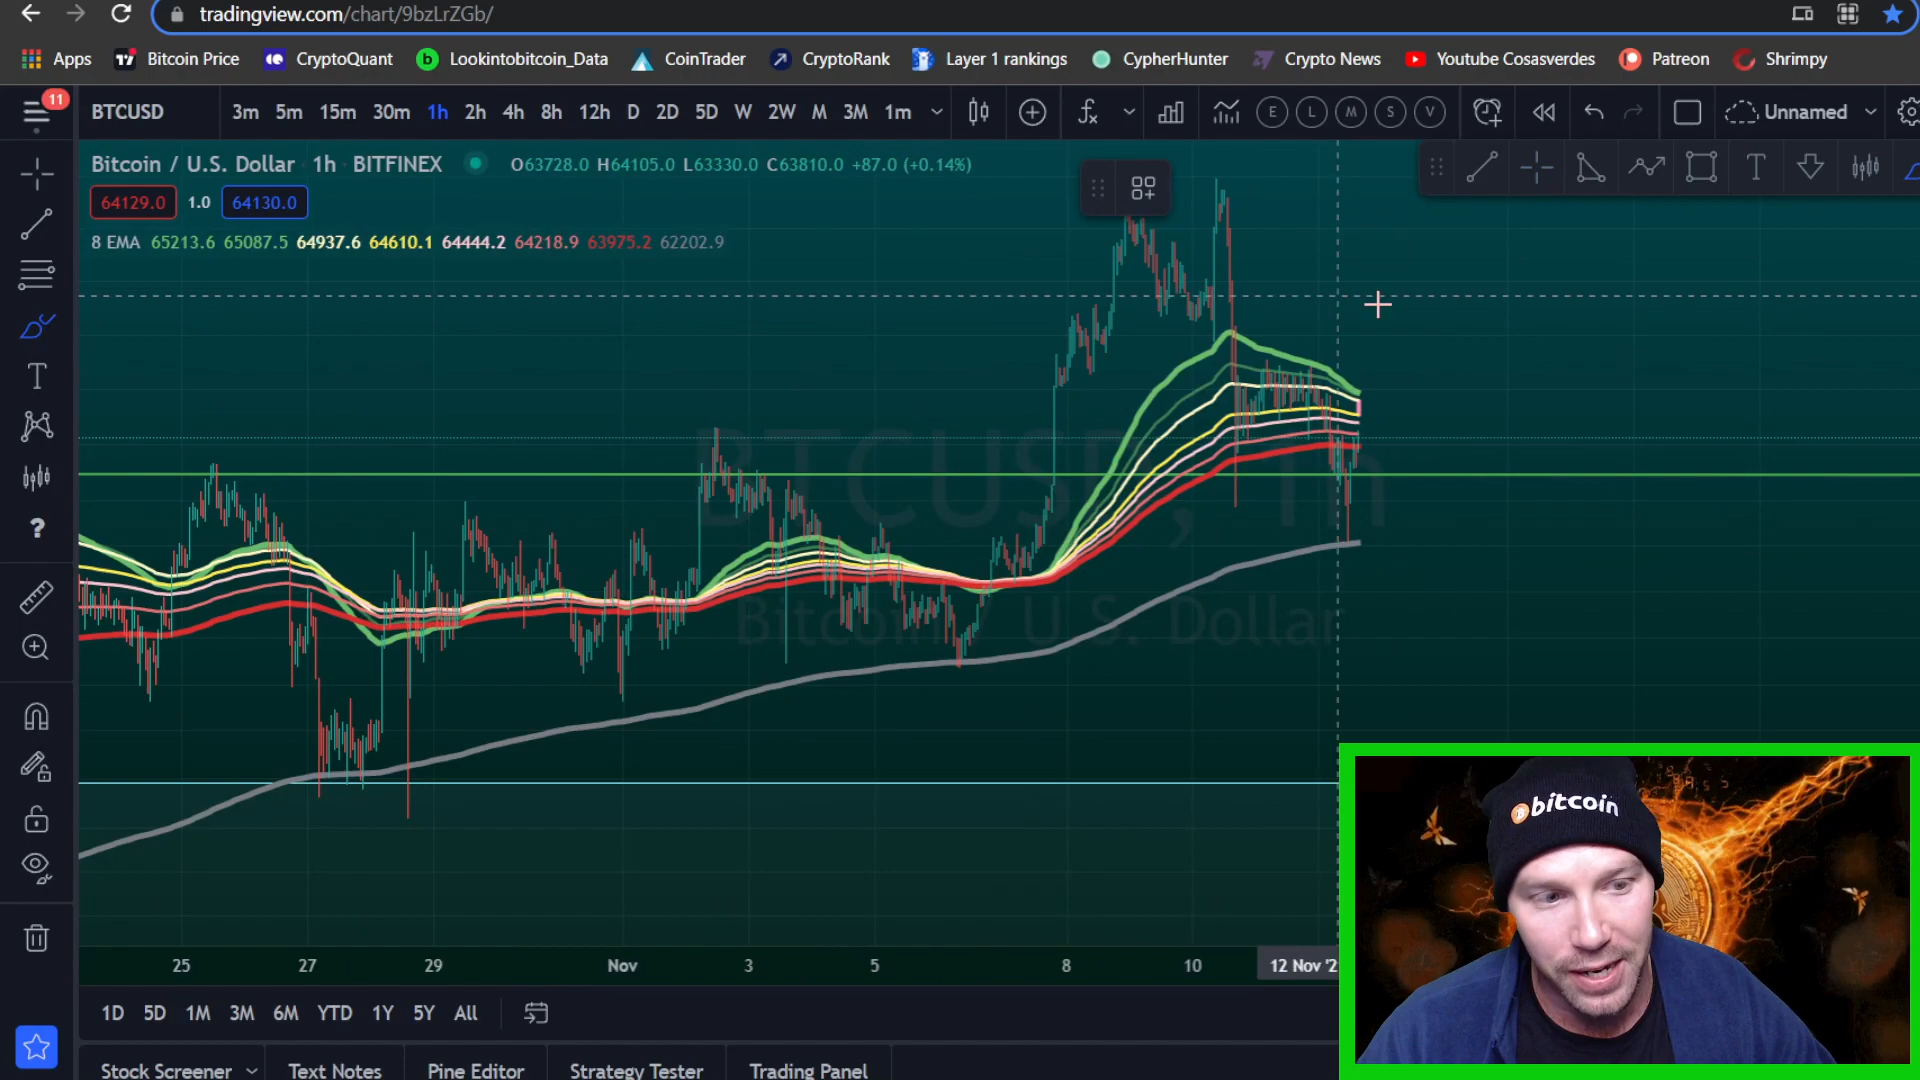 tradingview.com/chart/9bzLrZGb/
Apps Bitcoin Price CryptoQuant Lookintobitcoin_Data CoinTrader CryptoRank Layer 1 rankings CypherHunter Crypto News Youtube Cosasverdes Patreon Shrimpy
11
BTCUSD 3m 5m 15m 30m 1h 2h 4h 8h 12h D 2D 5D W 2W M 3M 1m E L M S V Unnamed
Bitcoin / U.S. Dollar 1h BITFINEX O63728.0 H64105.0 L63330.0 C63810.0 +87.0 (+0.14%)
64129.0 1.0 64130.0
8 EMA 65213.6 65087.5 64937.6 64610.1 64444.2 64218.9 63975.2 62202.9
BTCUSD, 1h
Bitcoin / U.S. Dollar
bitcoin
25 27 29 Nov 3 5 8 10 12 Nov '2
1D 5D 1M 3M 6M YTD 1Y 5Y All
Stock Screener Text Notes Pine Editor Strategy Tester Trading Panel